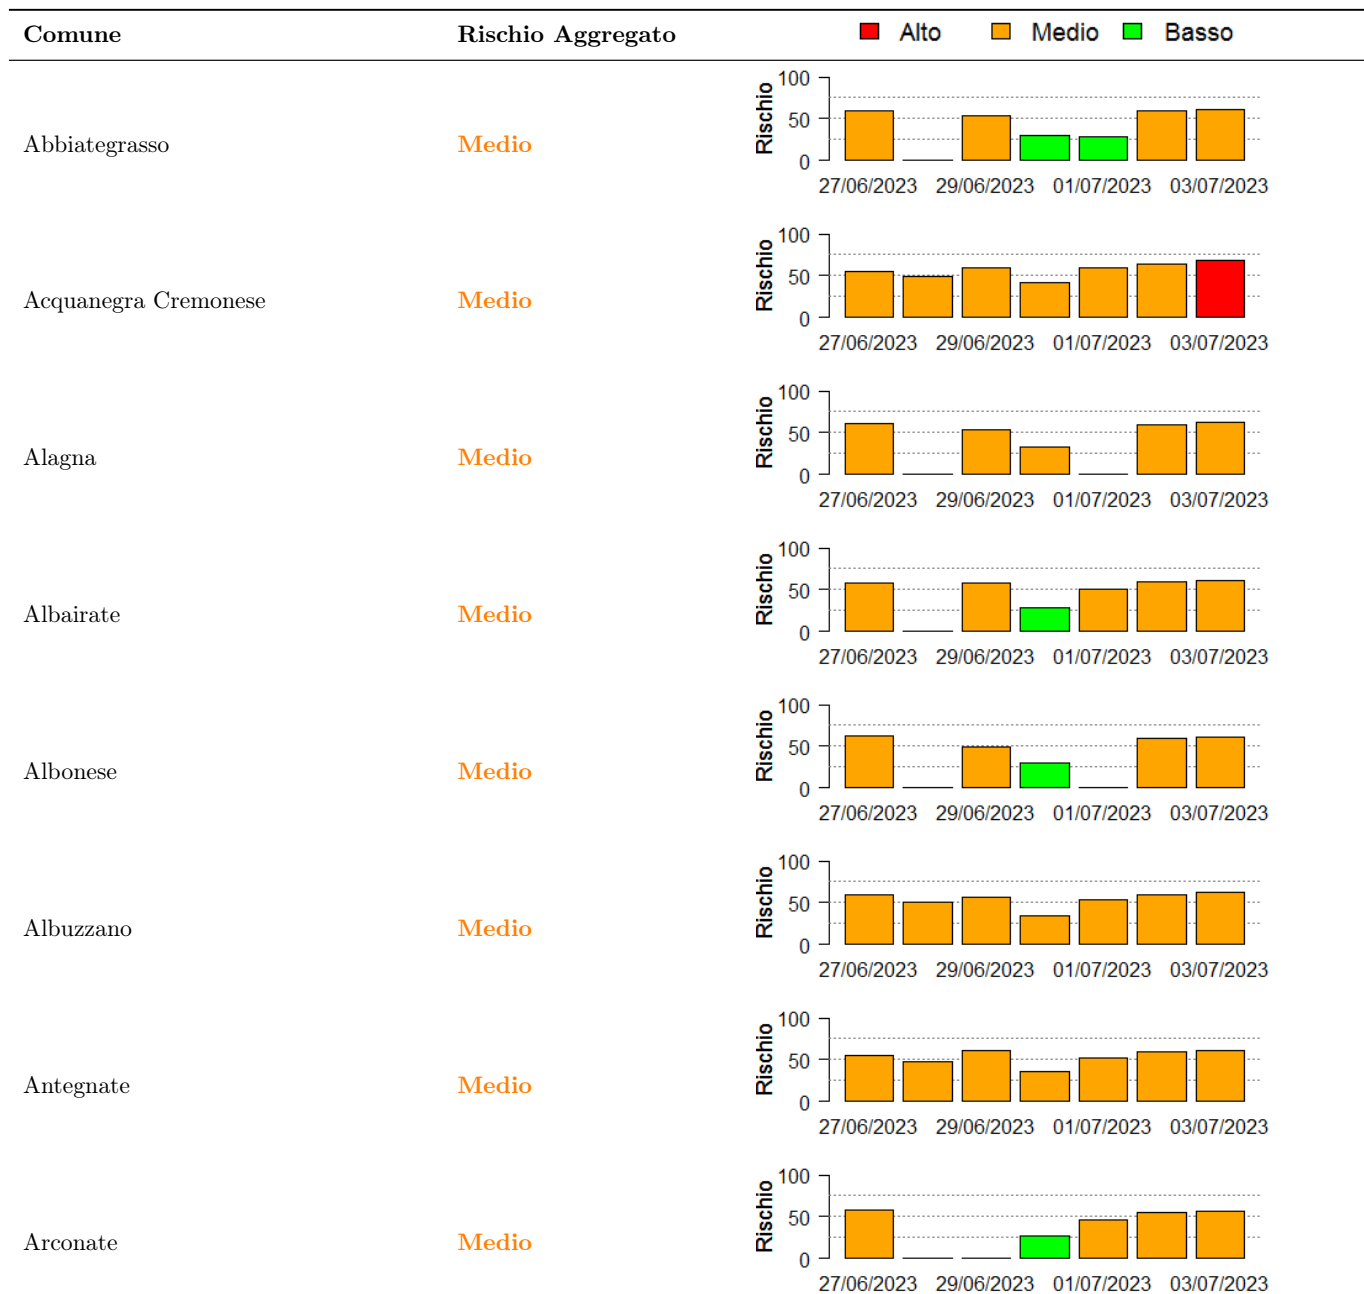 Comune Rischio Aggregato Alto Medio Basso
100
50
0
Rischio
Abbiategrasso Medio
27/06/2023 29/06/2023 01/07/2023 03/07/2023
100
50
0
Rischio
Acquanegra Cremonese Medio
27/06/2023 29/06/2023 01/07/2023 03/07/2023
100
50
0
Rischio
Alagna Medio
27/06/2023 29/06/2023 01/07/2023 03/07/2023
100
50
0
Rischio
Albairate Medio
27/06/2023 29/06/2023 01/07/2023 03/07/2023
100
50
0
Rischio
Albonese Medio
27/06/2023 29/06/2023 01/07/2023 03/07/2023
100
50
0
Rischio
Albuzzano Medio
27/06/2023 29/06/2023 01/07/2023 03/07/2023
100
50
0
Rischio
Antegnate Medio
27/06/2023 29/06/2023 01/07/2023 03/07/2023
100
50
0
Rischio
Arconate Medio
27/06/2023 29/06/2023 01/07/2023 03/07/2023